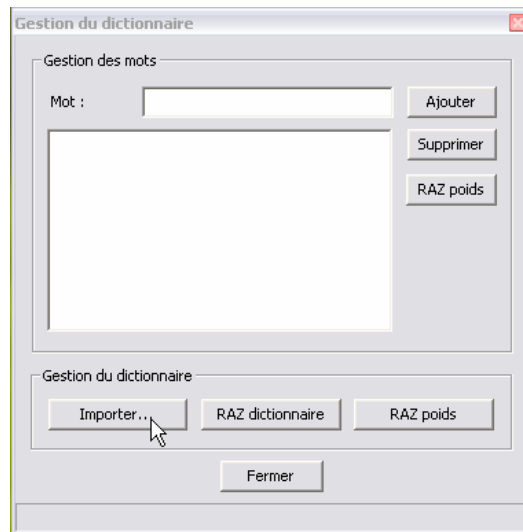 Gestion du dictionnaire
Gestion des mots
Mot :
Ajouter
Supprimer
RAZ poids
Gestion du dictionnaire
Importer...
RAZ dictionnaire
RAZ poids
Fermer